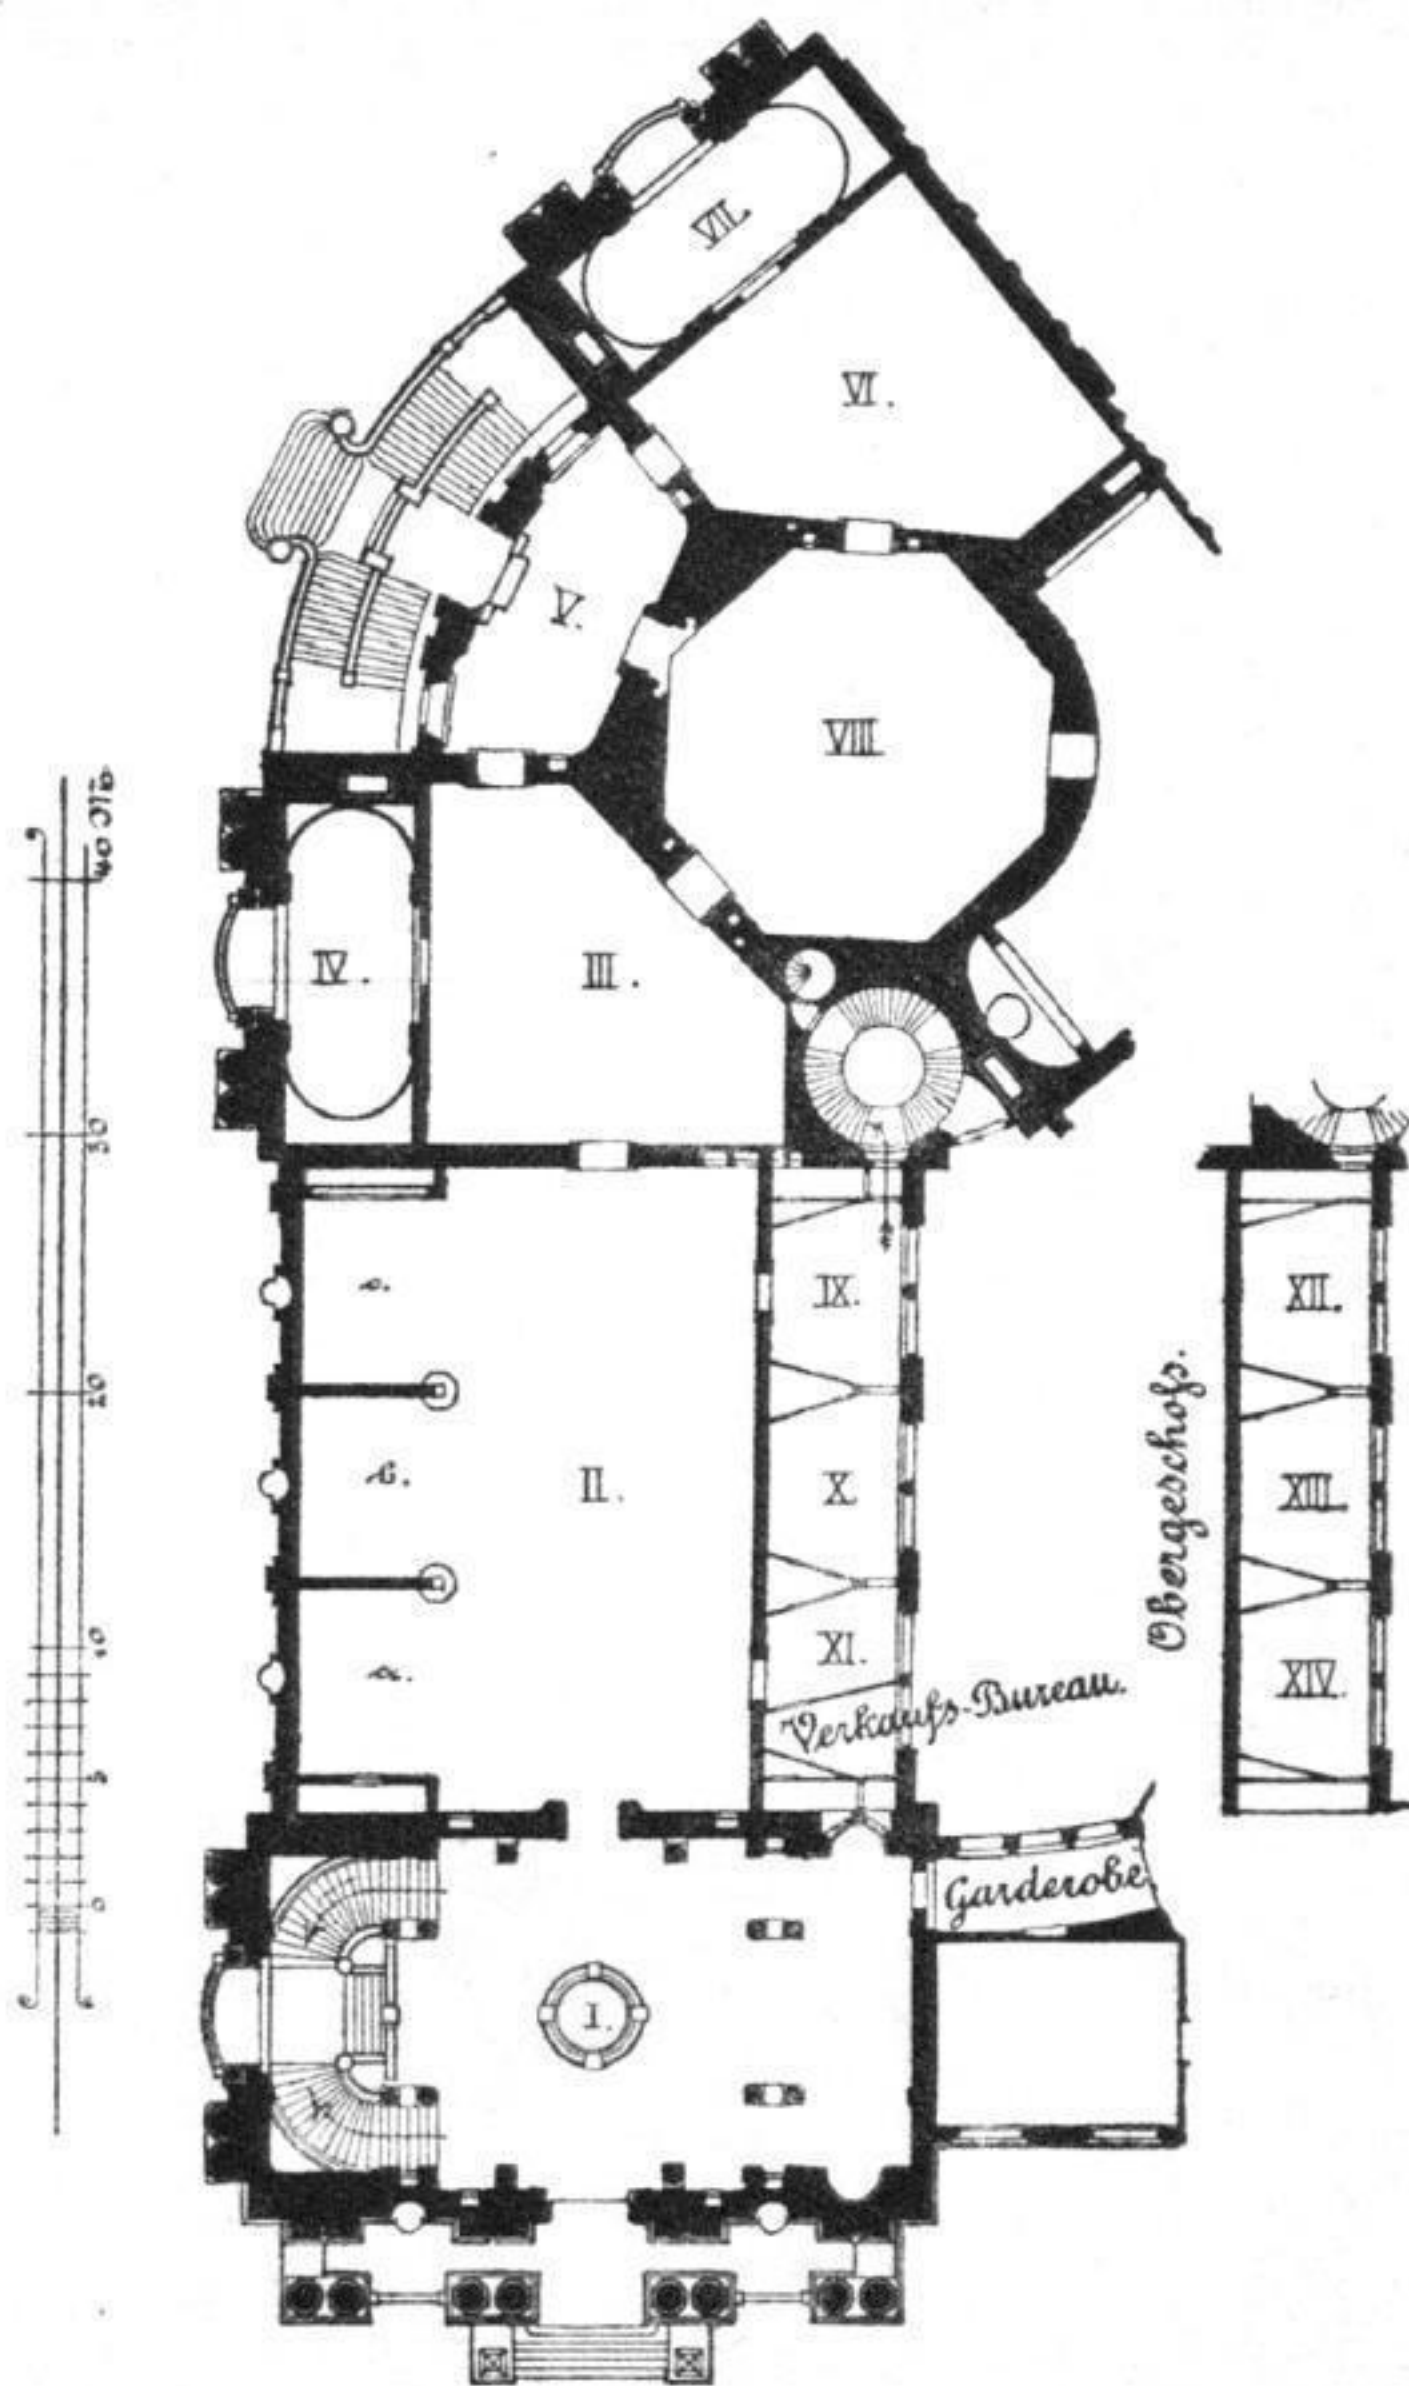 VII.
VI.
V.
VIII
40 Mtr
IV.
III.
30
c.
IX.
XII.
20
b.
II.
X
Obergeschoſs.
XIII.
10
a.
XI.
XIV.
Verkaufs-Bureau.
5
0
Garderobe.
I.